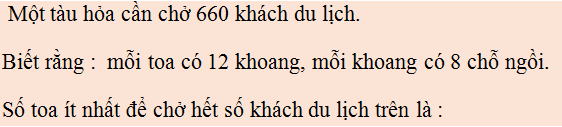 Một tàu hỏa cần chở 660 khách du lịch.
Biết rằng : mỗi toa có 12 khoang, mỗi khoang có 8 chỗ ngồi.
Số toa ít nhất để chở hết số khách du lịch trên là :